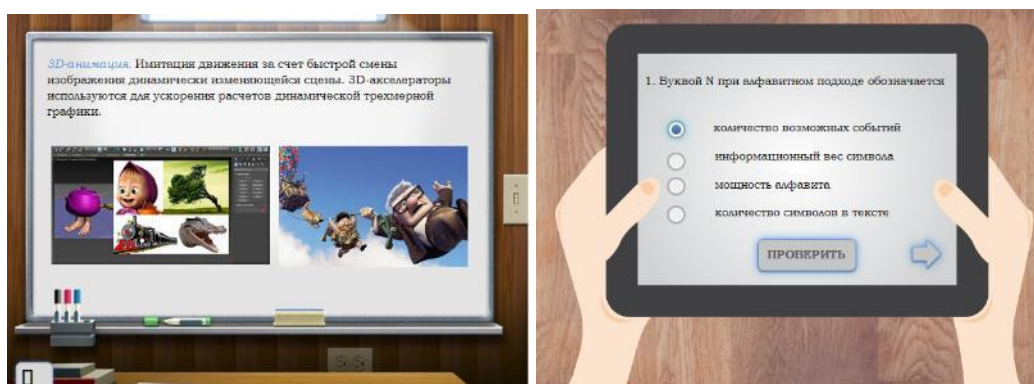 3D-анимация. Имитация движения за счет быстрой смены
изображения динамически изменяющейся сцены. 3D-акселераторы
используются для ускорения расчетов динамической трехмерной
графики.
1. Буквой N при алфавитном подходе обозначается
количество возможных событий
информационный вес символа
мощность алфавита
количество символов в тексте
ПРОВЕРИТЬ